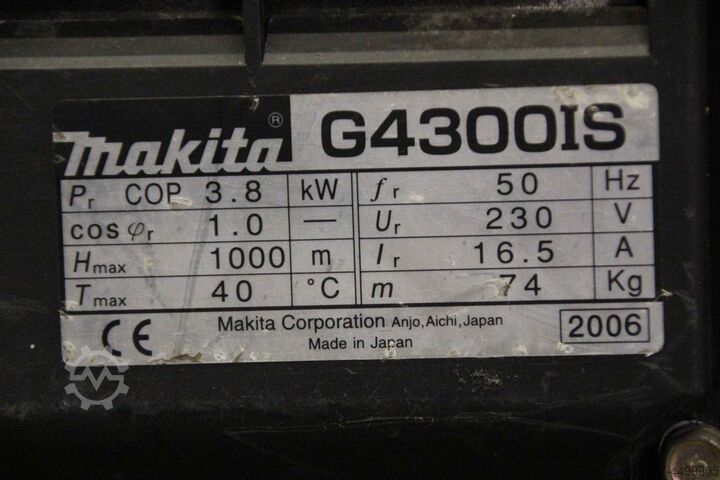 makita ® G4300IS
Pr COP 3.8 kW fr 50 Hz
cos φr 1.0 — Ur 230 V
Hmax 1000 m Ir 16.5 A
Tmax 40 °C m 74 Kg
CE Makita Corporation Anjo, Aichi, Japan 2006
Made in Japan